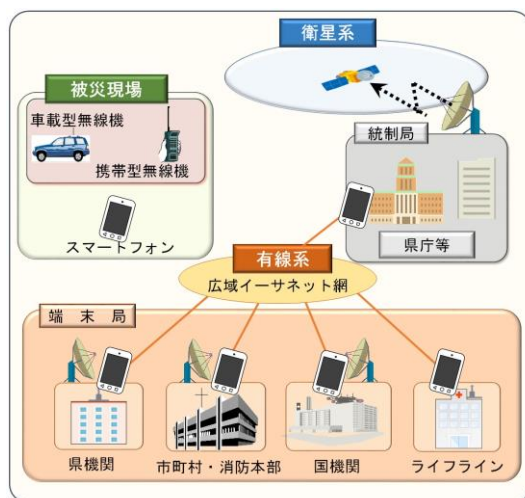 衛星系
被災現場
車載型無線機
携帯型無線機
スマートフォン
統制局
県庁等
有線系
広域イーサネット網
端末局
県機関
市町村・消防本部
国機関
ライフライン